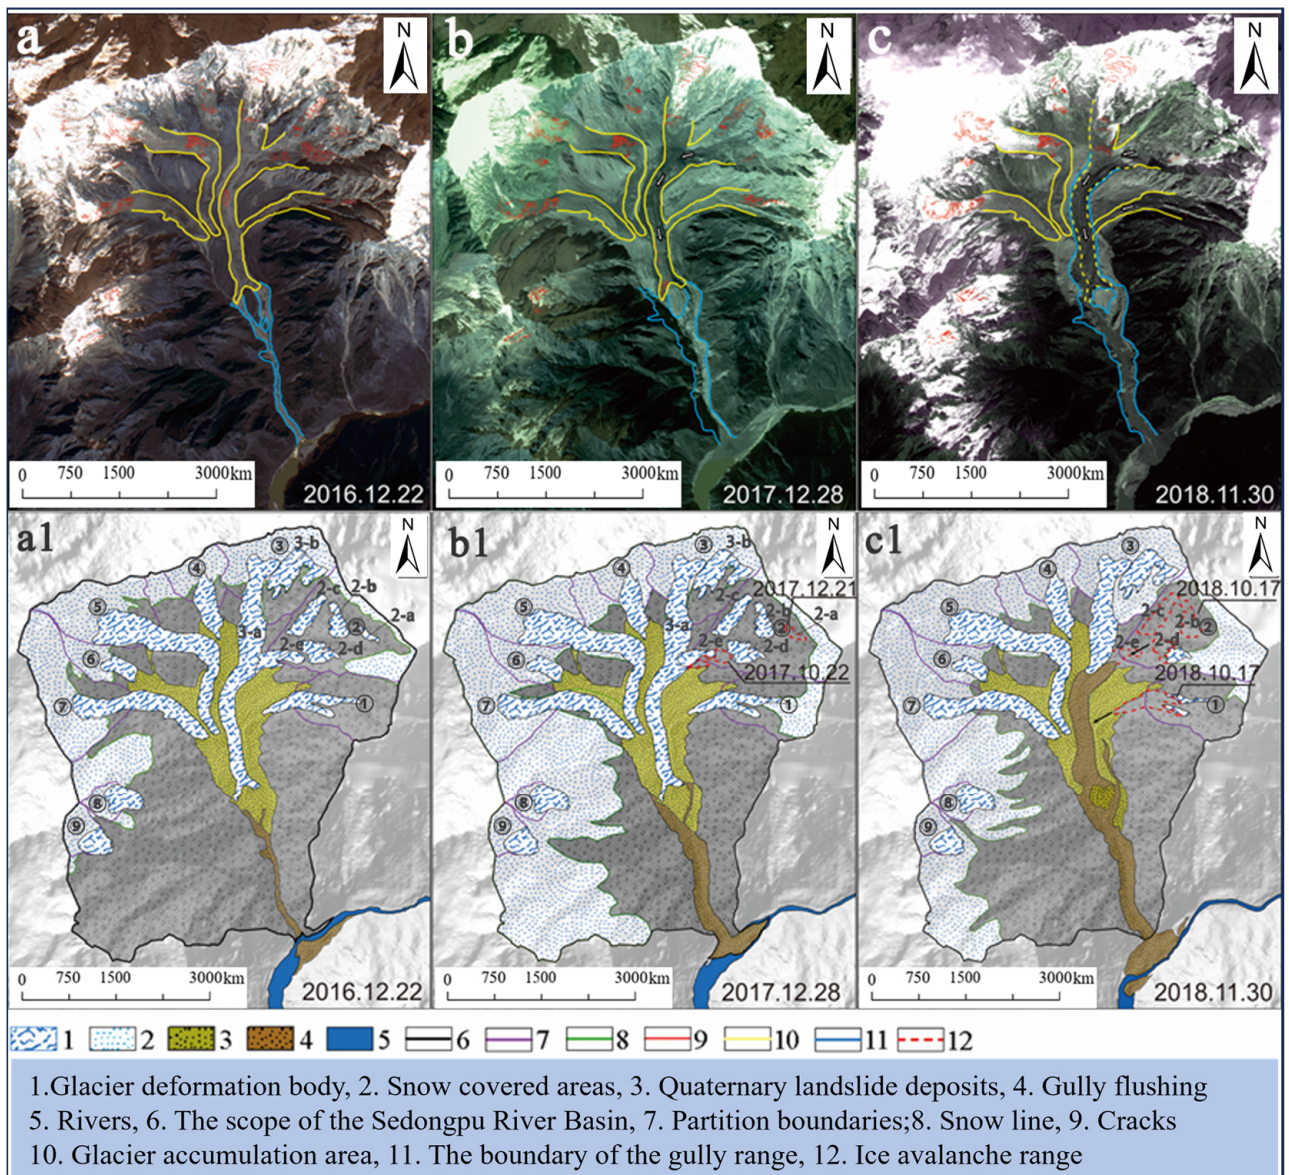 a
N
0 750 1500 3000km
2016.12.22
b
N
0 750 1500 3000km
2017.12.28
c
N
0 750 1500 3000km
2018.11.30
a1
N
③ 3-b
④
2-c 2-b
⑤
2-a
3-a
②
2-e 2-d
⑥
⑦
①
⑧
⑨
0 750 1500 3000km
2016.12.22
b1
N
③ 3-b
④
2017.12.21
2-c
⑤
2-b 2-a
3-a
②
2-e 2-d
⑥
2017.10.22
⑦
①
⑧
⑨
0 750 1500 3000km
2017.12.28
c1
N
③
④
2018.10.17
⑤
2-c
2-b ②
2-e 2-d
⑥
2018.10.17
⑦
①
⑧
⑨
0 750 1500 3000km
2018.11.30
1 2 3 4 5 6 7 8 9 10 11 12
1.Glacier deformation body, 2. Snow covered areas, 3. Quaternary landslide deposits, 4. Gully flushing
5. Rivers, 6. The scope of the Sedongpu River Basin, 7. Partition boundaries;8. Snow line, 9. Cracks
10. Glacier accumulation area, 11. The boundary of the gully range, 12. Ice avalanche range